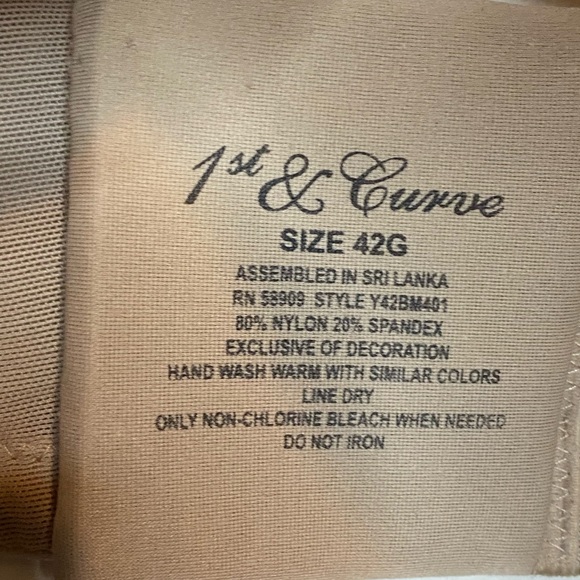 1st & Curve
SIZE 42G
ASSEMBLED IN SRI LANKA
RN 58909 STYLE Y42BM401
80% NYLON 20% SPANDEX
EXCLUSIVE OF DECORATION
HAND WASH WARM WITH SIMILAR COLORS
LINE DRY
ONLY NON-CHLORINE BLEACH WHEN NEEDED
DO NOT IRON